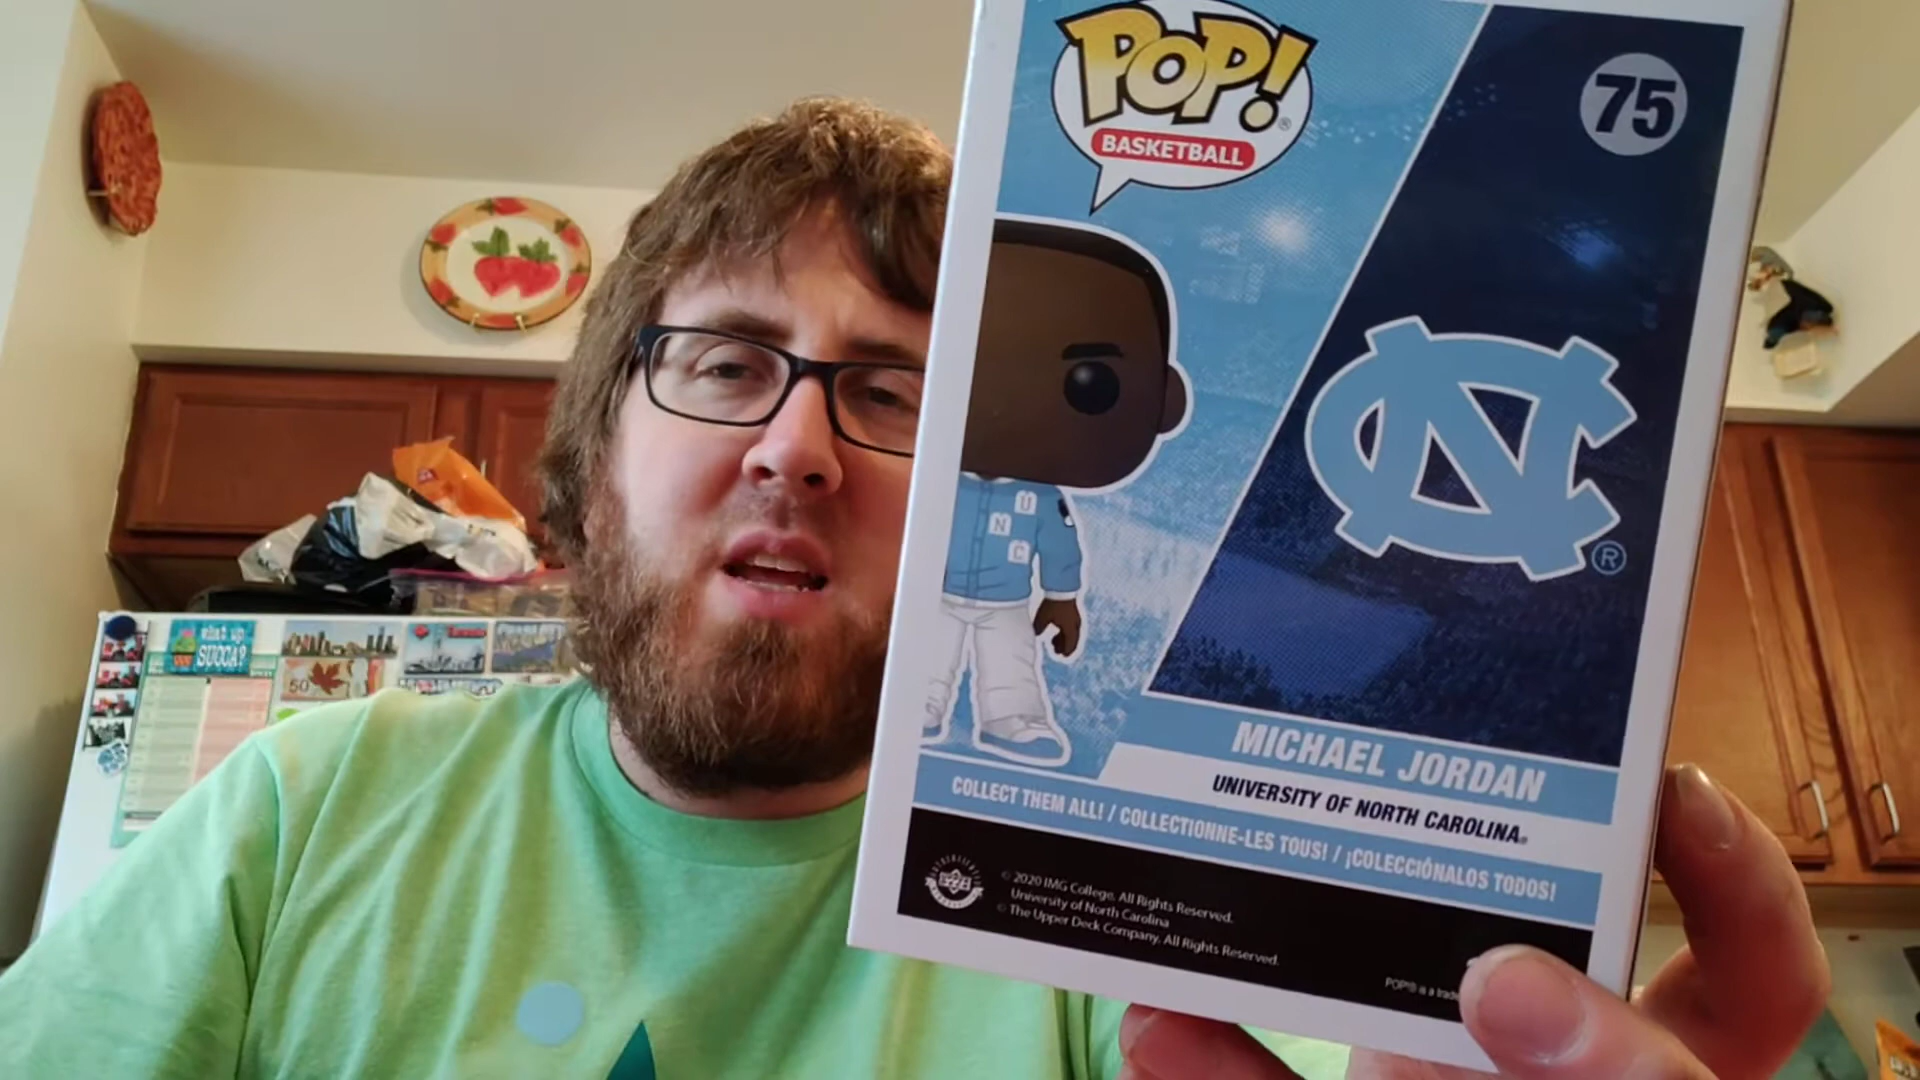 POP!
BASKETBALL
75
U
N
C
NC
®
MICHAEL JORDAN
UNIVERSITY OF NORTH CAROLINA®
COLLECT THEM ALL! / COLLECTIONNE-LES TOUS! / ¡COLECCIÓNALOS TODOS!
© 2020 IMG College. All Rights Reserved.
University of North Carolina
© The Upper Deck Company. All Rights Reserved.
POP!® is a trade
what up
SUCCA?
Toronto
50